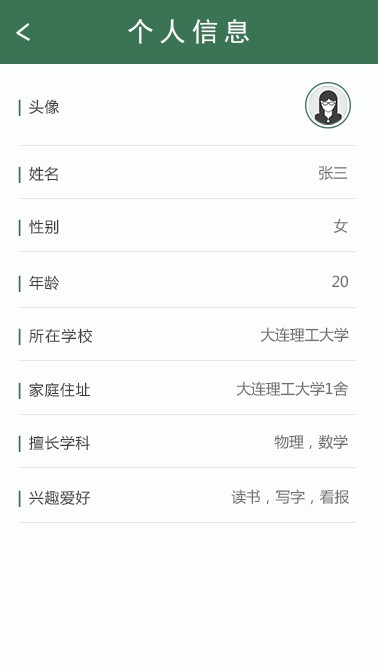 个人信息
头像
姓名 张三
性别 女
年龄 20
所在学校 大连理工大学
家庭住址 大连理工大学1舍
擅长学科 物理，数学
兴趣爱好 读书，写字，看报